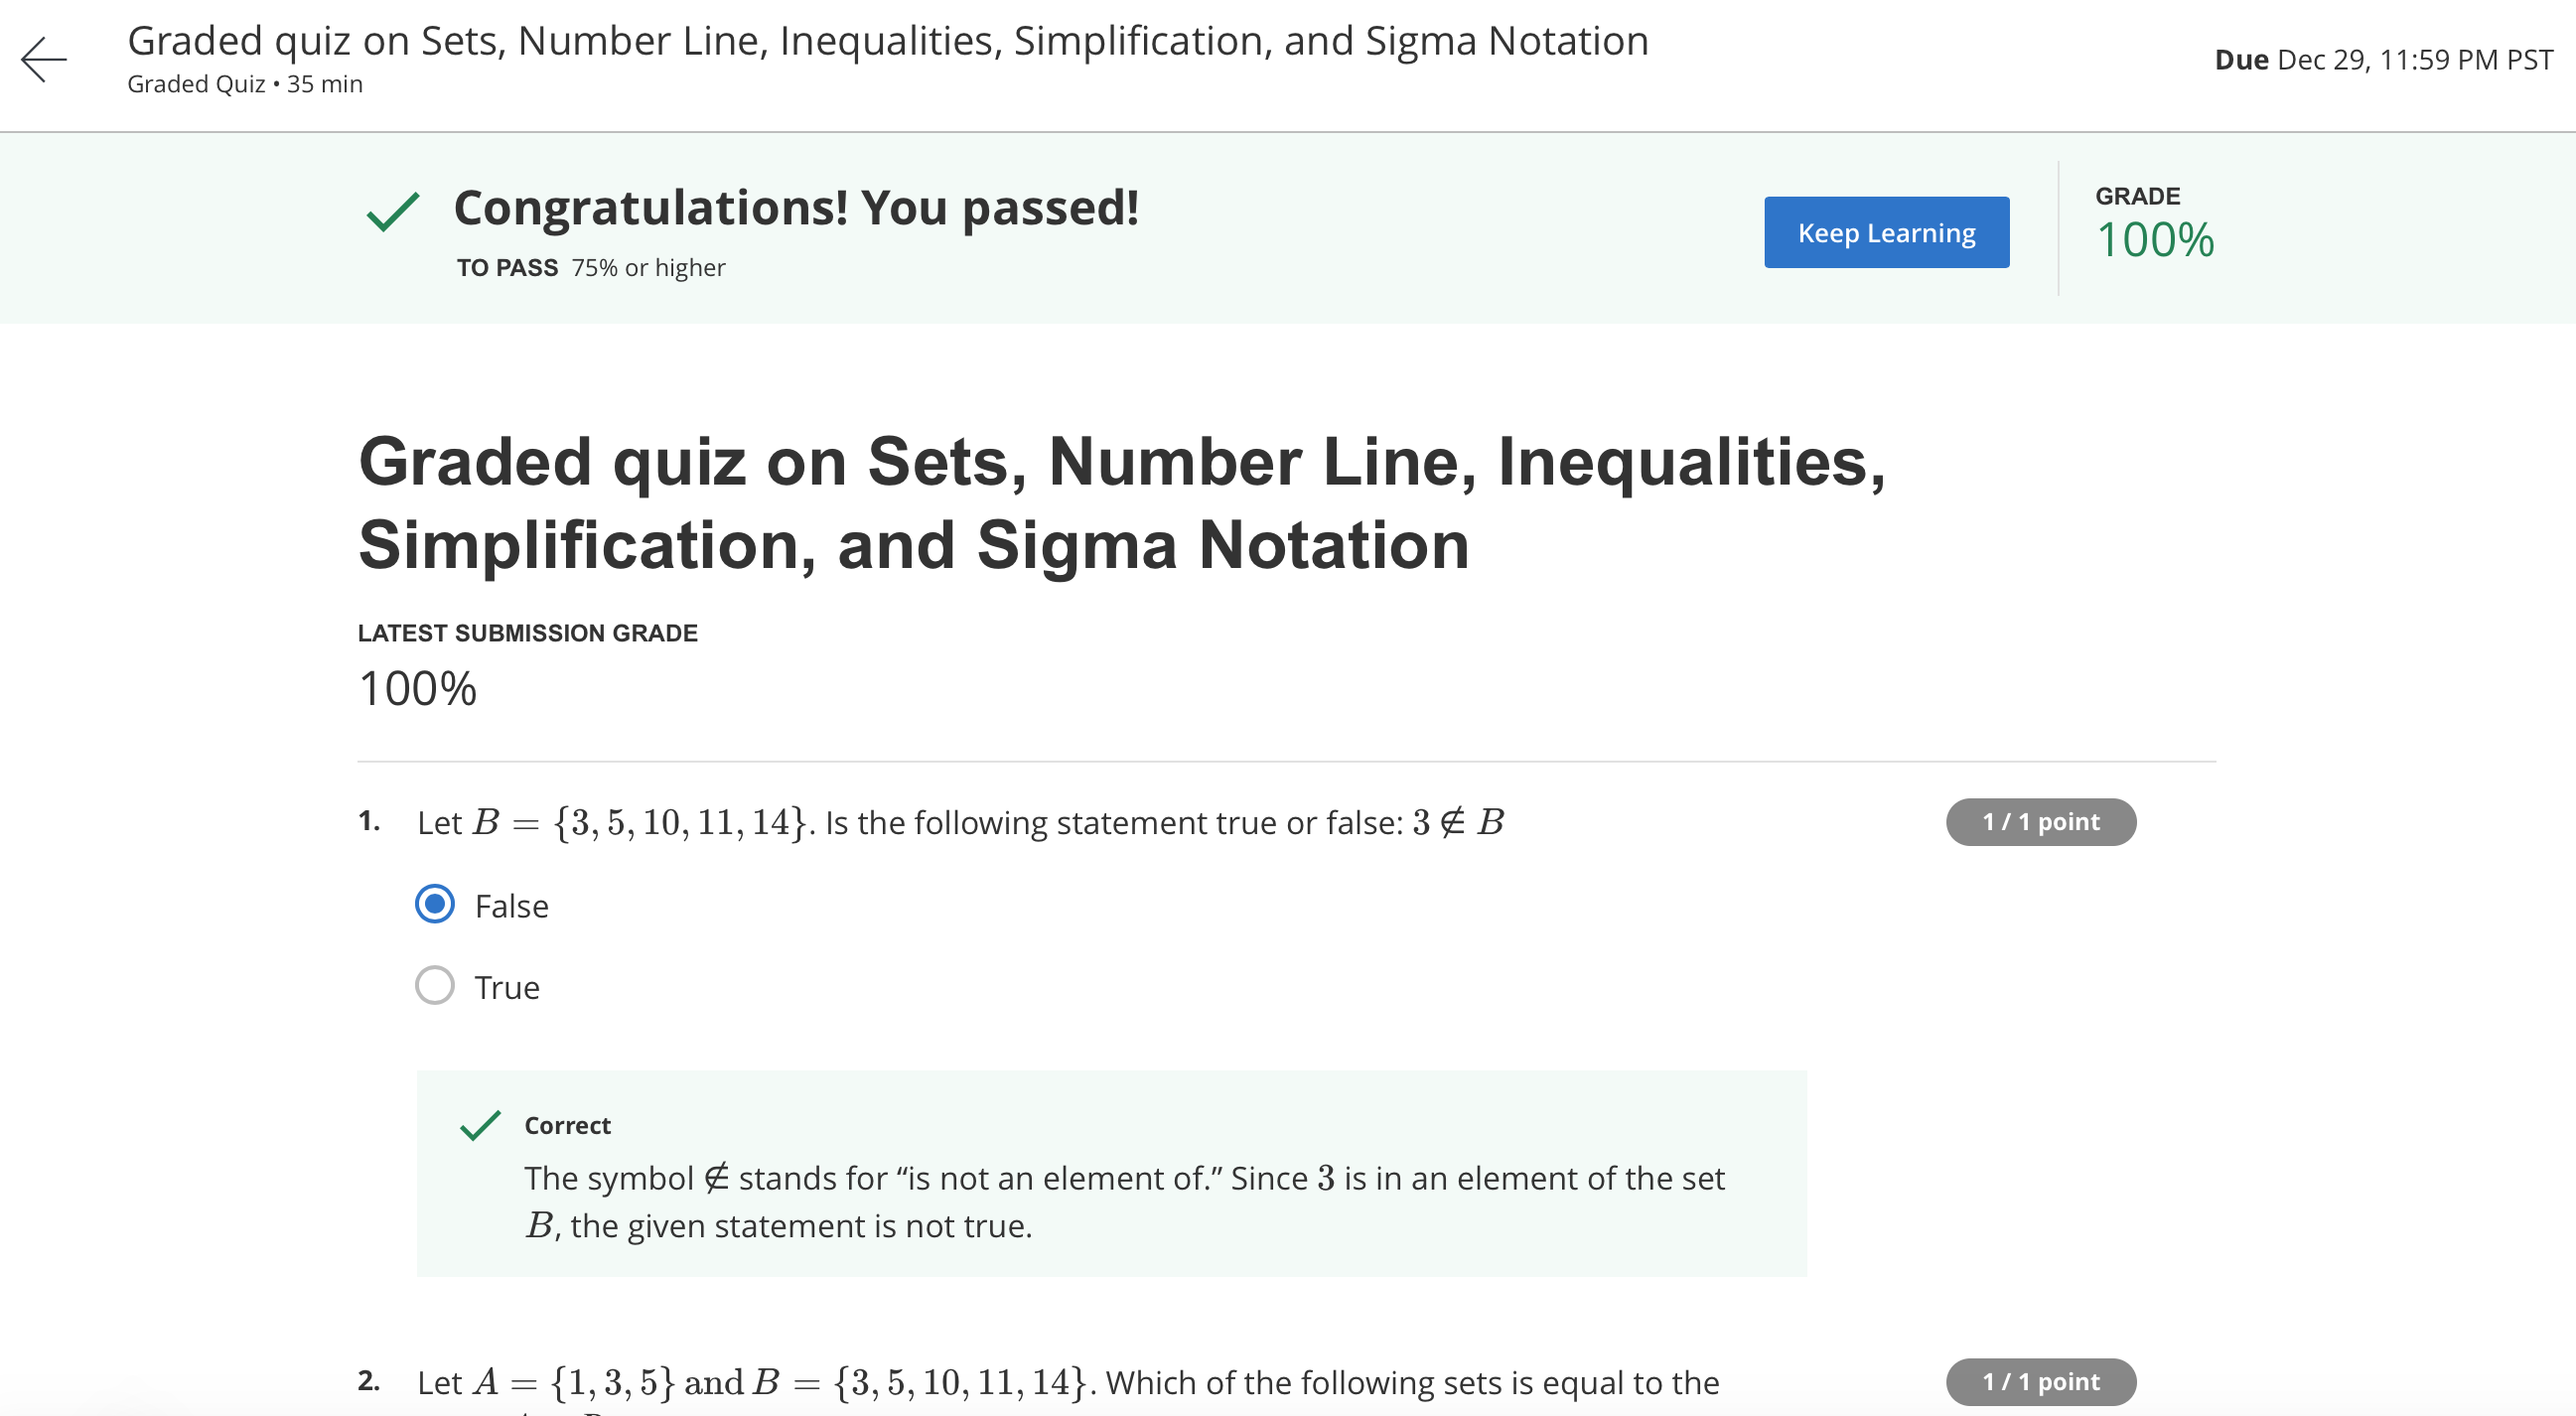 Graded quiz on Sets, Number Line, Inequalities, Simplification, and Sigma Notation
Graded Quiz • 35 min
Due Dec 29, 11:59 PM PST
Congratulations! You passed!
TO PASS 75% or higher
Keep Learning
GRADE
100%
Graded quiz on Sets, Number Line, Inequalities,
Simplification, and Sigma Notation
LATEST SUBMISSION GRADE
100%
1. Let B = {3, 5, 10, 11, 14}. Is the following statement true or false: 3 ∉ B
1 / 1 point
False
True
Correct
The symbol ∉ stands for “is not an element of.” Since 3 is in an element of the set
B, the given statement is not true.
2. Let A = {1, 3, 5} and B = {3, 5, 10, 11, 14}. Which of the following sets is equal to the
1 / 1 point